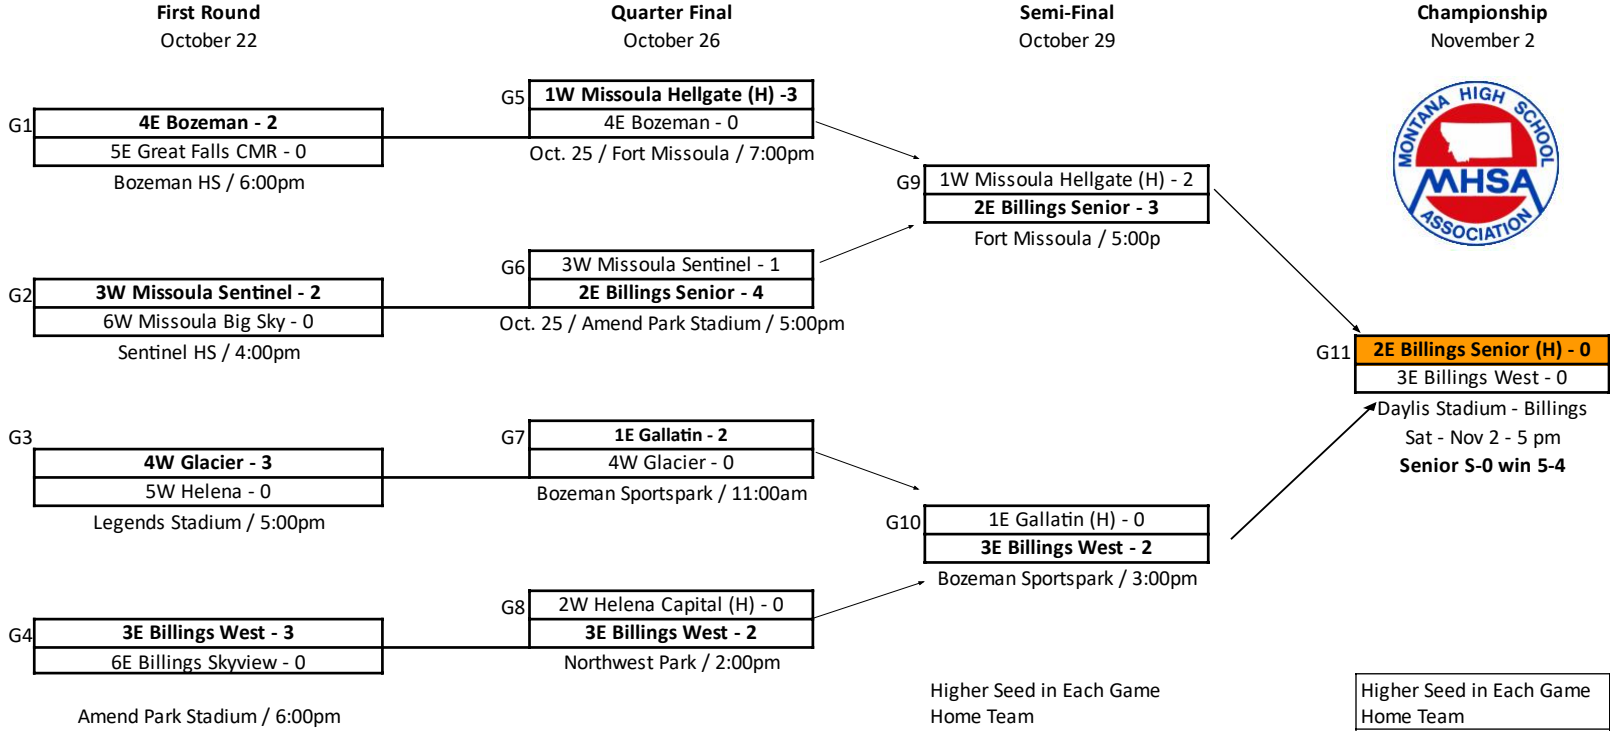 First Round
October 22
Quarter Final
October 26
Semi-Final
October 29
Championship
November 2
G1
4E Bozeman - 2
5E Great Falls CMR - 0
Bozeman HS / 6:00pm
G2
3W Missoula Sentinel - 2
6W Missoula Big Sky - 0
Sentinel HS / 4:00pm
G3
4W Glacier - 3
5W Helena - 0
Legends Stadium / 5:00pm
G4
3E Billings West - 3
6E Billings Skyview - 0
Amend Park Stadium / 6:00pm
G5
1W Missoula Hellgate (H) -3
4E Bozeman - 0
Oct. 25 / Fort Missoula / 7:00pm
G6
3W Missoula Sentinel - 1
2E Billings Senior - 4
Oct. 25 / Amend Park Stadium / 5:00pm
G7
1E Gallatin - 2
4W Glacier - 0
Bozeman Sportspark / 11:00am
G8
2W Helena Capital (H) - 0
3E Billings West - 2
Northwest Park / 2:00pm
G9
1W Missoula Hellgate (H) - 2
2E Billings Senior - 3
Fort Missoula / 5:00p
G10
1E Gallatin (H) - 0
3E Billings West - 2
Bozeman Sportspark / 3:00pm
Higher Seed in Each Game
Home Team
MONTANA HIGH SCHOOL
MHSA
ASSOCIATION
G11
2E Billings Senior (H) - 0
3E Billings West - 0
Daylis Stadium - Billings
Sat - Nov 2 - 5 pm
Senior S-0 win 5-4
Higher Seed in Each Game
Home Team